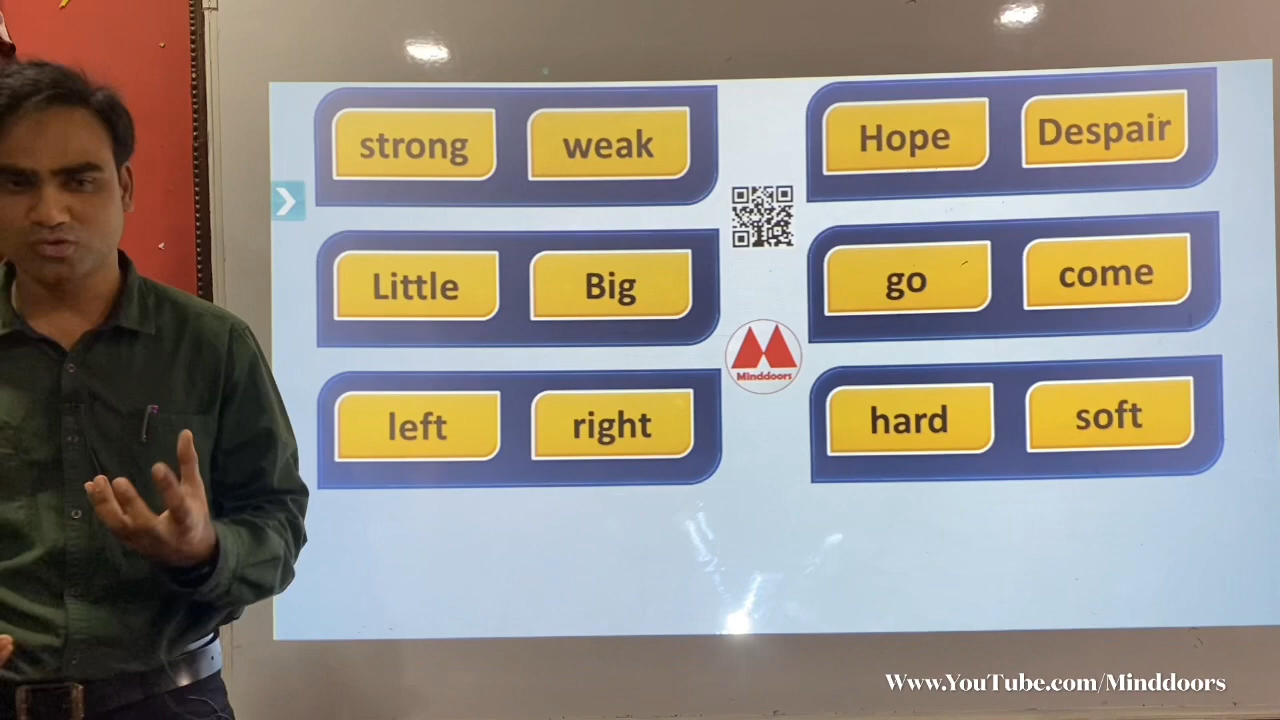 strong weak
Hope Despair
Little Big
go come
Minddoors
left right
hard soft
Www.YouTube.com/Minddoors